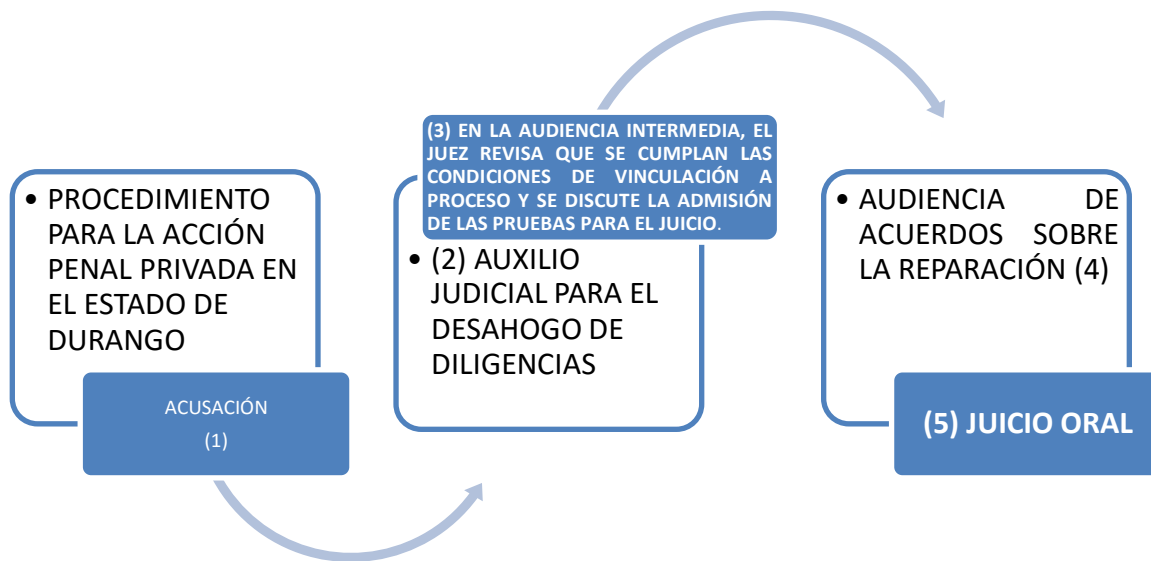 • PROCEDIMIENTO
PARA LA ACCIÓN
PENAL PRIVADA EN
EL ESTADO DE
DURANGO
ACUSACIÓN
(1)
(3) EN LA AUDIENCIA INTERMEDIA, EL
JUEZ REVISA QUE SE CUMPLAN LAS
CONDICIONES DE VINCULACIÓN A
PROCESO Y SE DISCUTE LA ADMISIÓN
DE LAS PRUEBAS PARA EL JUICIO.
• (2) AUXILIO
JUDICIAL PARA EL
DESAHOGO DE
DILIGENCIAS
• AUDIENCIA DE
ACUERDOS SOBRE
LA REPARACIÓN (4)
(5) JUICIO ORAL